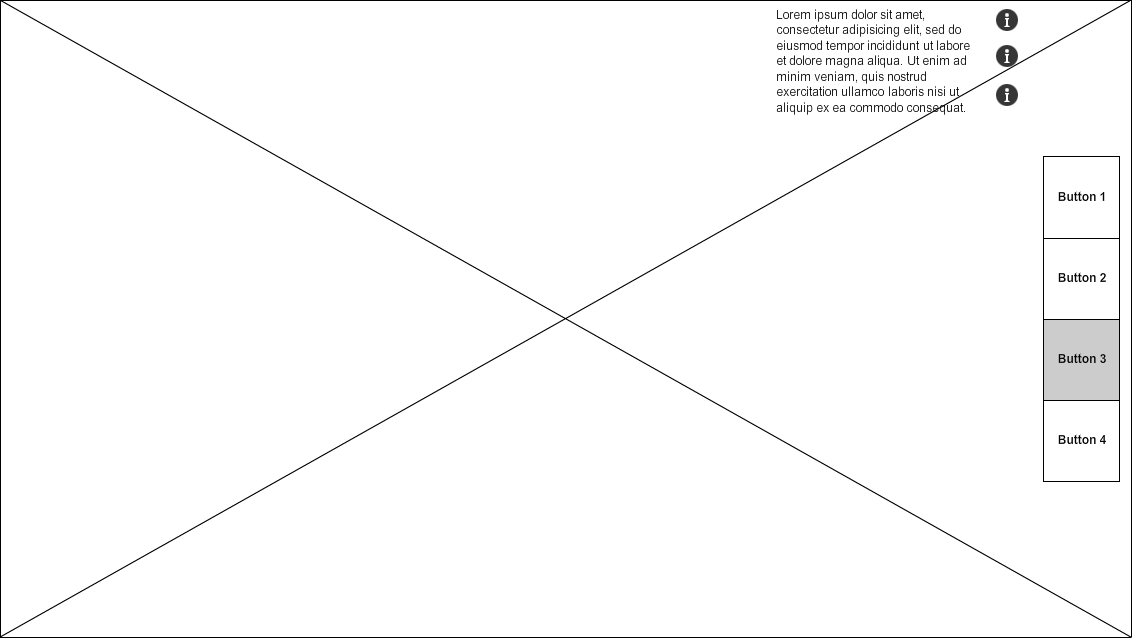 Lorem ipsum dolor sit amet,
consectetur adipisicing elit, sed do
eiusmod tempor incididunt ut labore
et dolore magna aliqua. Ut enim ad
minim veniam, quis nostrud
exercitation ullamco laboris nisi ut
aliquip ex ea commodo consequat.
Button 1
Button 2
Button 3
Button 4